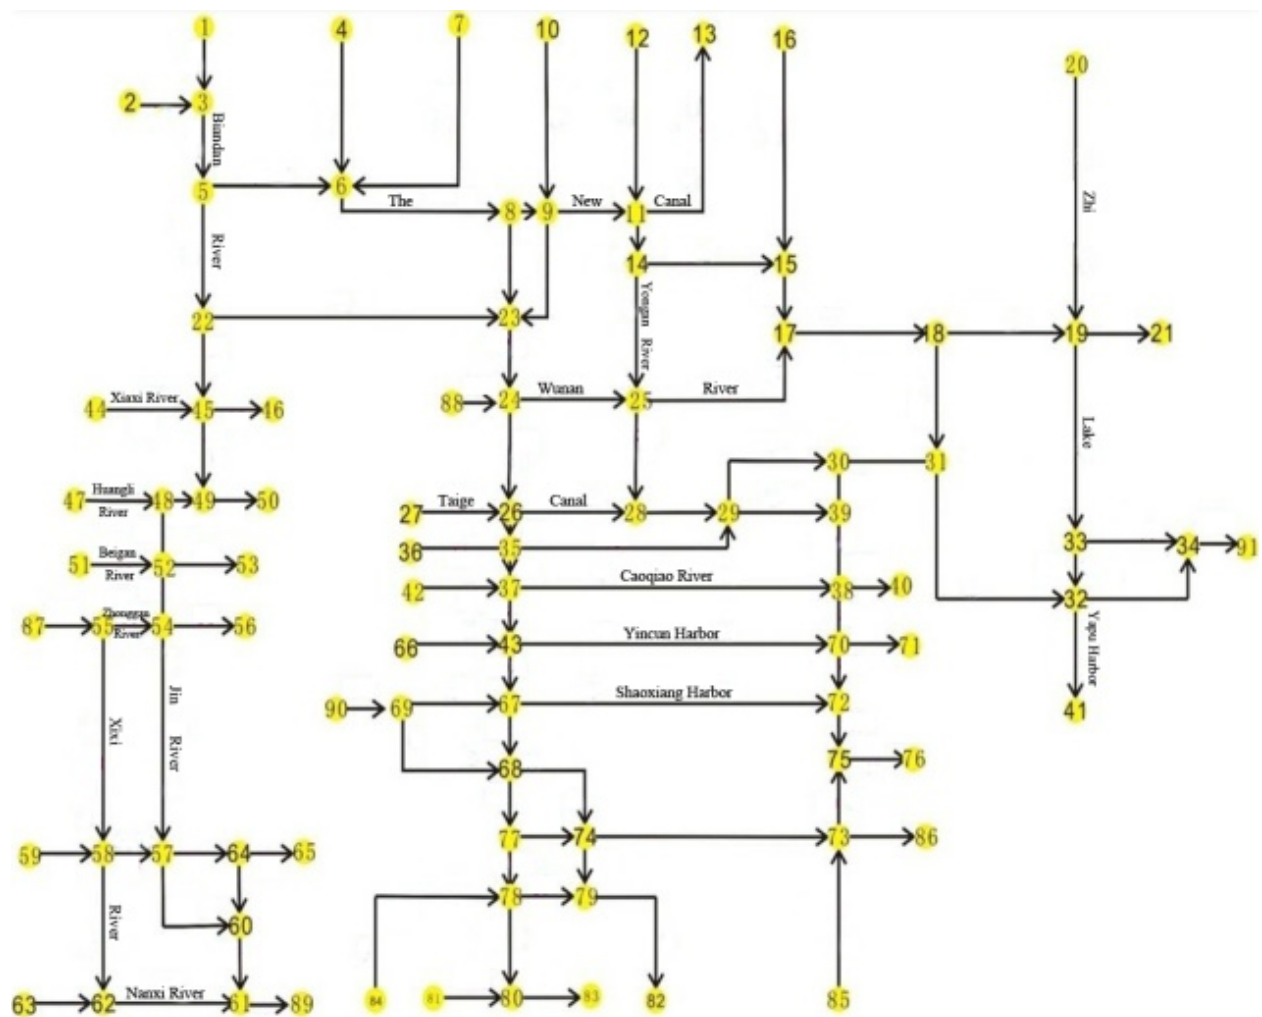 1 4 7 10 12 13 16
20
2 3
Biandan
5 6
The 8 9 New 11 Canal
Zhi
River
14 15
Yongan River
22 23 17 18 19 21
Xiaxi River
44 45 46
88 24 Wunan 25 River
Lake
30 31
Huangli
47 48 49 50
River
27 Taige 26 Canal 28 29 39
36 35
33 34 91
Beigan
51 52 53
River
42 37 Caoqiao River 38 40
32
Zhonggan
87 55 54 56
River
66 43 Yincun Harbor 70 71
Yapu Harbor
Jin River
Xixi River
90 69 67 Shaoxiang Harbor 72
41
68 75 76
59 58 57 64 65
77 74 73 86
60
78 79
63 62 Nanxi River 61 89
84 81 80 83 82 85